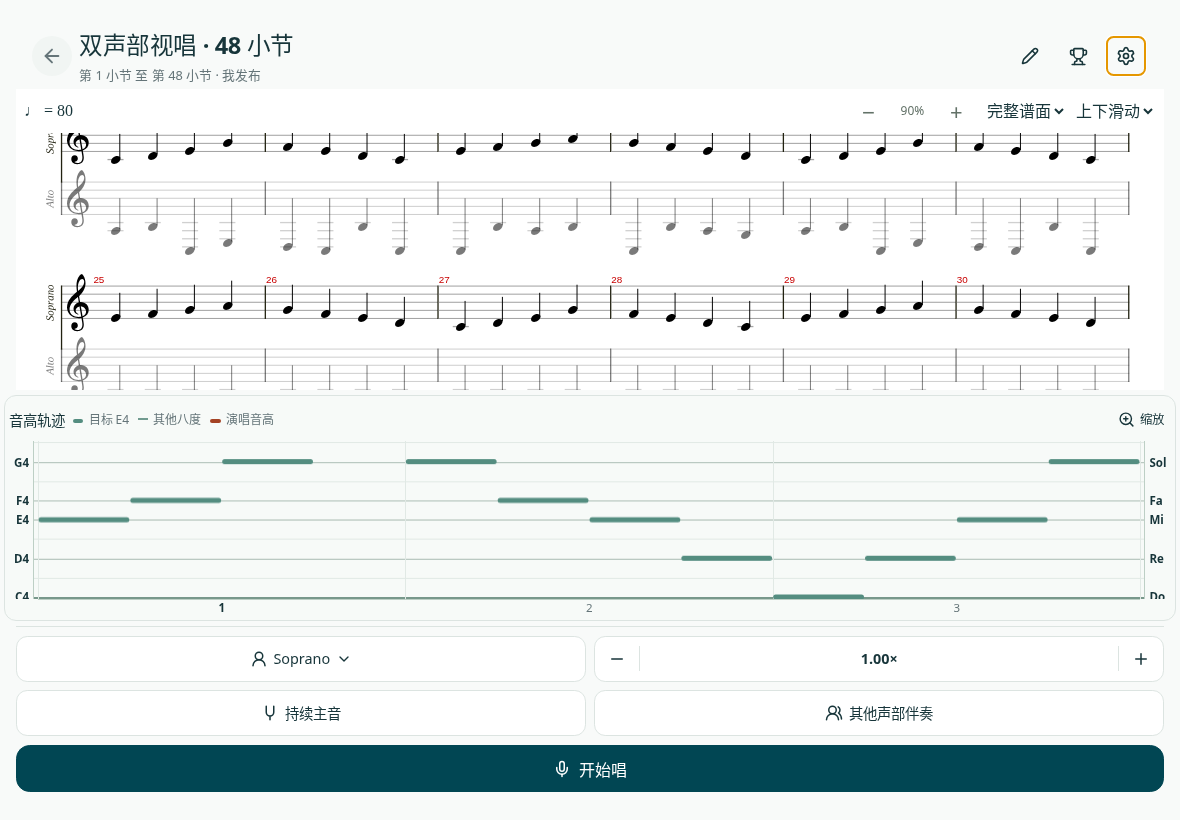 双声部视唱 · 48 小节
第 1 小节 至 第 48 小节 · 我发布
♩ = 80
− 90% + 完整谱面 上下滑动
Alto
25 26 27 28 29 30
Soprano
Alto
音高轨迹 目标 E4 其他八度 演唱音高 缩放
G4 Sol
F4 Fa
E4 Mi
D4 Re
C4 Do
1 2 3
Soprano − 1.00× +
持续主音 其他声部伴奏
开始唱